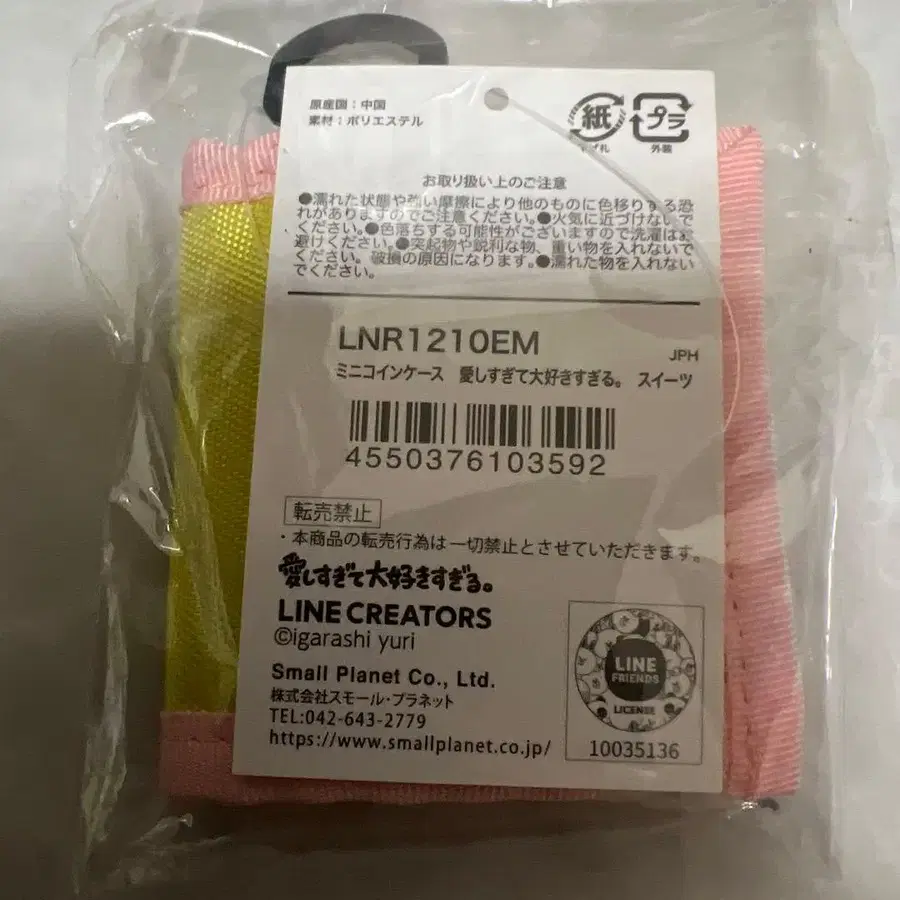 原産国：中国
素材：ポリエステル
紙
下げ札
プラ
外装
お取り扱い上のご注意
●濡れた状態や強い摩擦により他のものに色移りする恐
れがありますのでご注意ください。●火気に近づけないで
ください。●色落ちする可能性がございますので洗濯はお
避けください。●突起物や鋭利な物、重い物を入れないで
ください。破損の原因になります。●濡れた物を入れない
でください。
LNR1210EM
JPH
ミニコインケース 愛しすぎて大好きすぎる。 スイーツ
4550376103592
転売禁止
・本商品の転売行為は一切禁止とさせていただきます。
愛しすぎて大好きすぎる。
LINE CREATORS
©igarashi yuri
Small Planet Co., Ltd.
株式会社スモール・プラネット
TEL:042-643-2779
https://www.smallplanet.co.jp/
LINE
FRIENDS
LICENSE
10035136